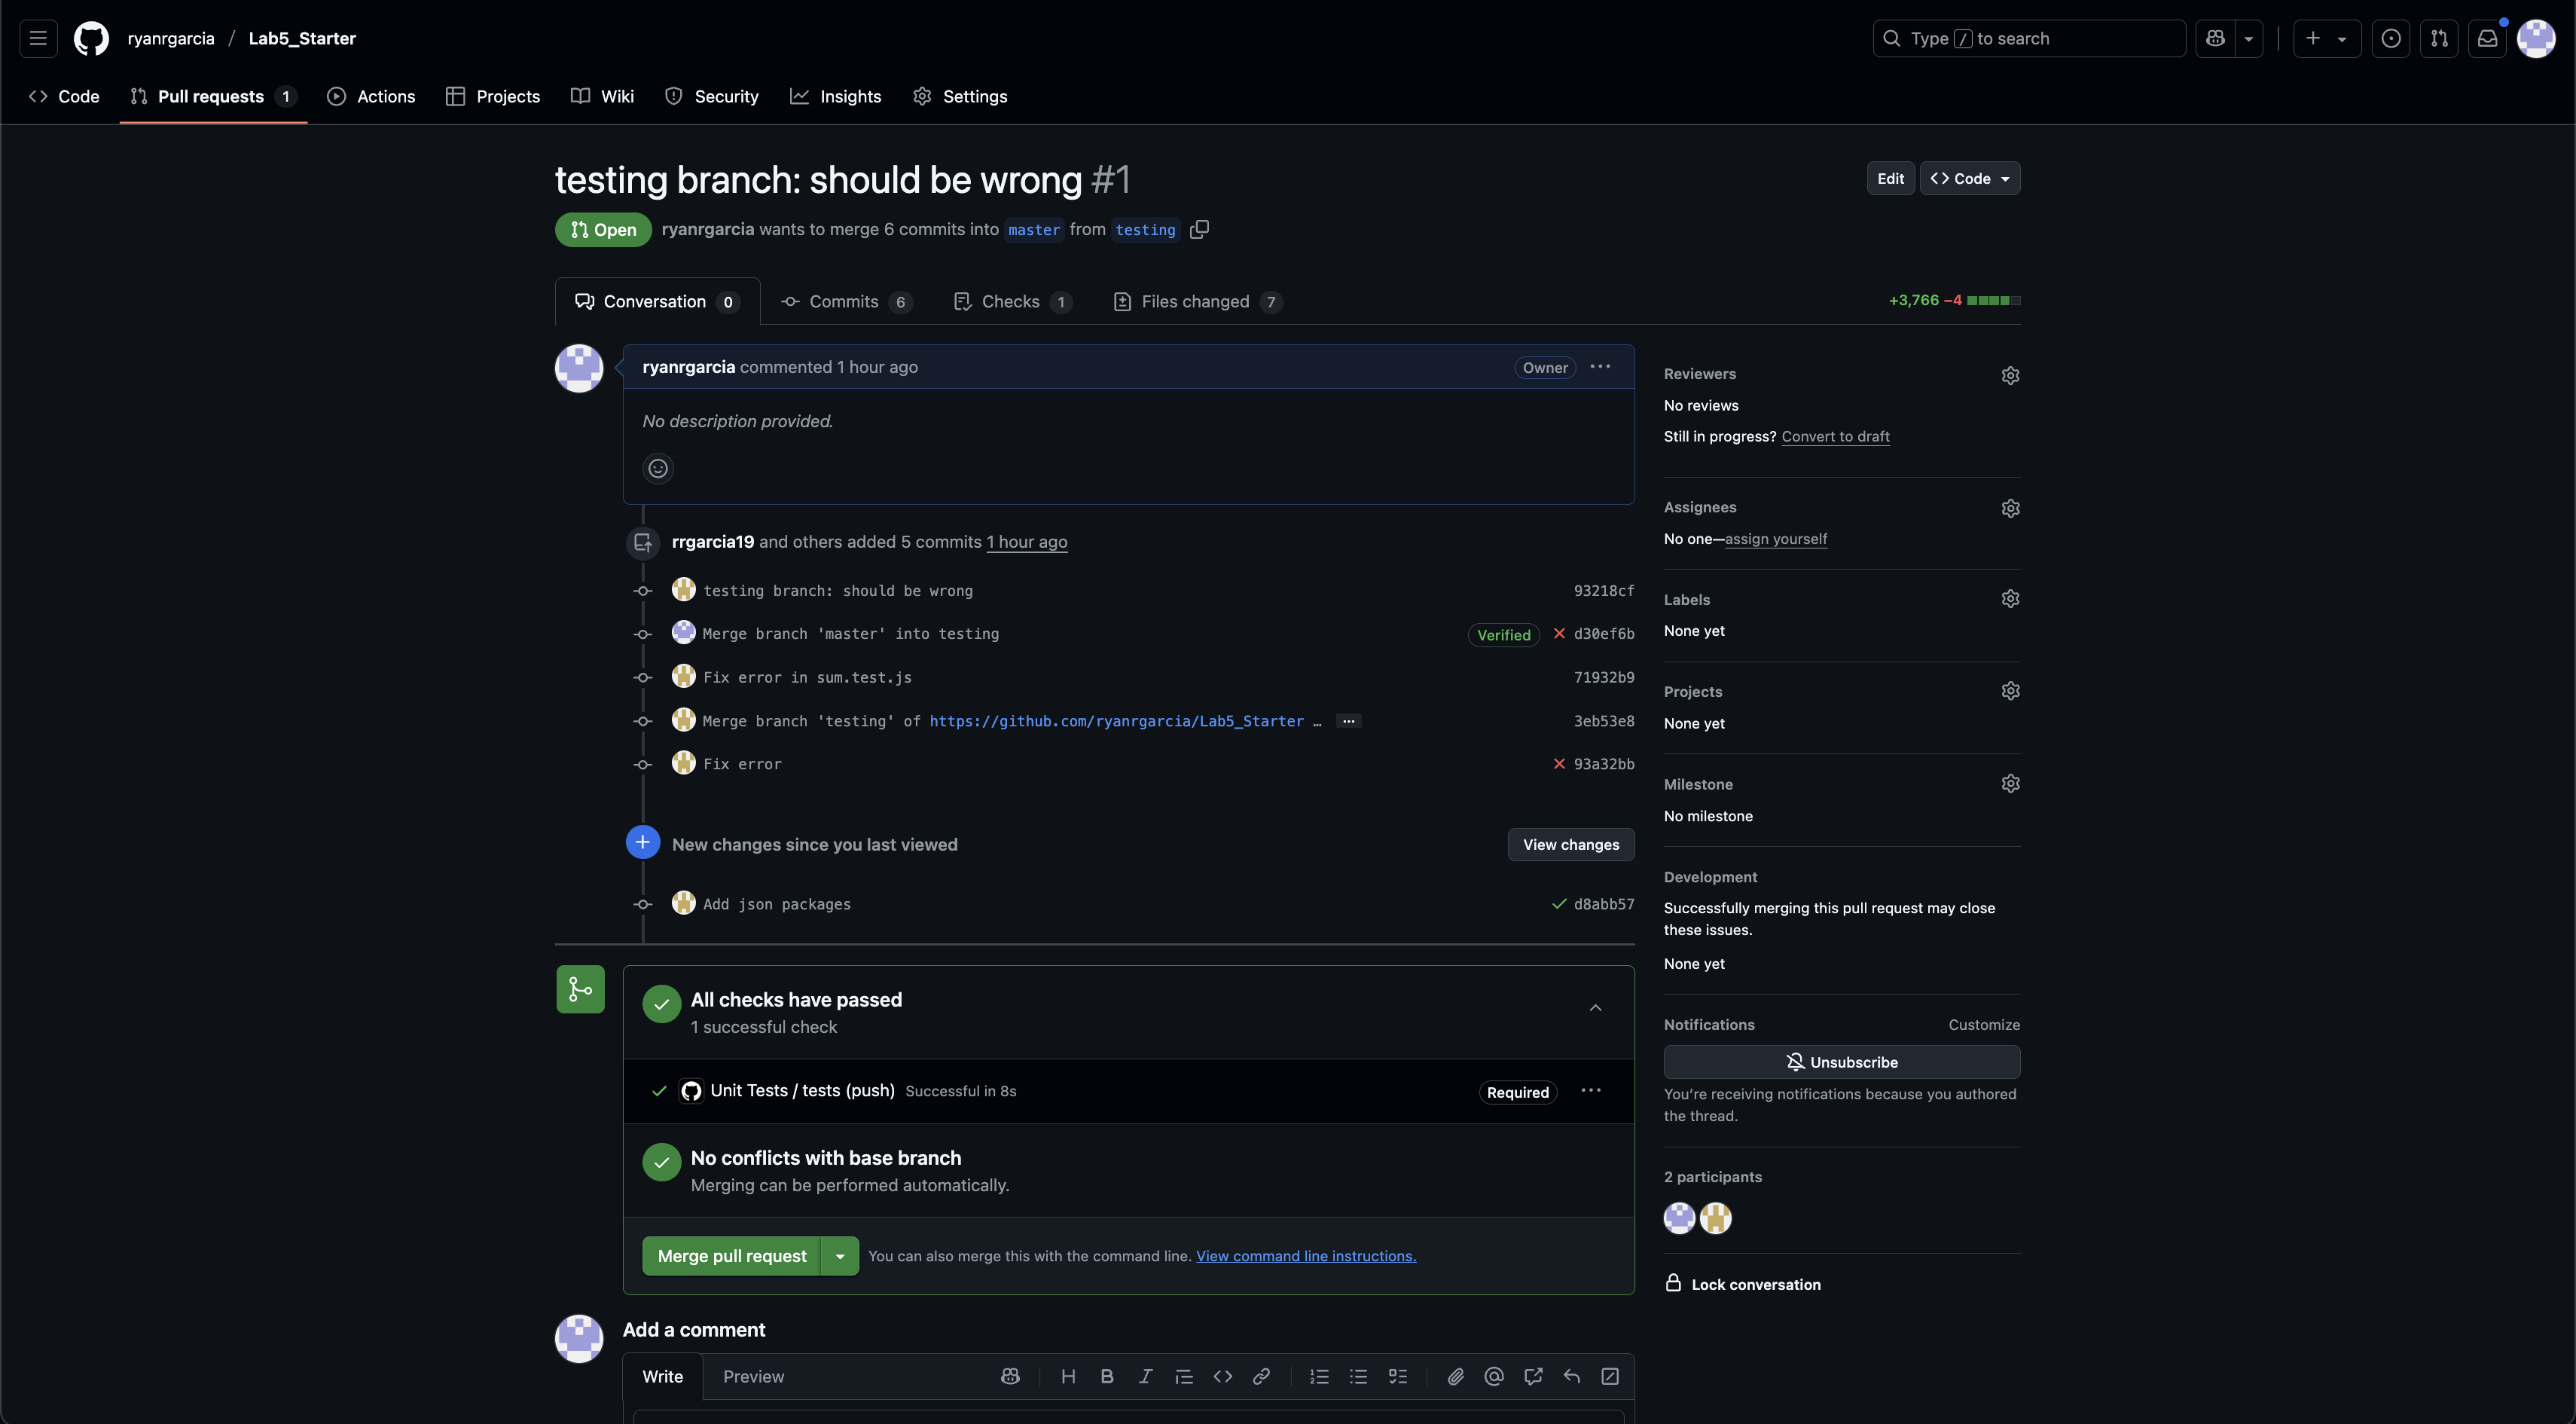 ryanrgarcia / Lab5_Starter
Type / to search
Code
Pull requests 1
Actions
Projects
Wiki
Security
Insights
Settings
testing branch: should be wrong #1
Edit
Code
Open
ryanrgarcia wants to merge 6 commits into master from testing
Conversation 0
Commits 6
Checks 1
Files changed 7
+3,766 −4
ryanrgarcia commented 1 hour ago
Owner
No description provided.
rrgarcia19 and others added 5 commits 1 hour ago
testing branch: should be wrong 93218cf
Merge branch 'master' into testing Verified d30ef6b
Fix error in sum.test.js 71932b9
Merge branch 'testing' of https://github.com/ryanrgarcia/Lab5_Starter … 3eb53e8
Fix error 93a32bb
New changes since you last viewed
View changes
Add json packages d8abb57
All checks have passed
1 successful check
Unit Tests / tests (push) Successful in 8s
Required
No conflicts with base branch
Merging can be performed automatically.
Merge pull request
You can also merge this with the command line. View command line instructions.
Add a comment
Write
Preview
Reviewers
No reviews
Still in progress? Convert to draft
Assignees
No one—assign yourself
Labels
None yet
Projects
None yet
Milestone
No milestone
Development
Successfully merging this pull request may close
these issues.
None yet
Notifications
Customize
Unsubscribe
You're receiving notifications because you authored
the thread.
2 participants
Lock conversation